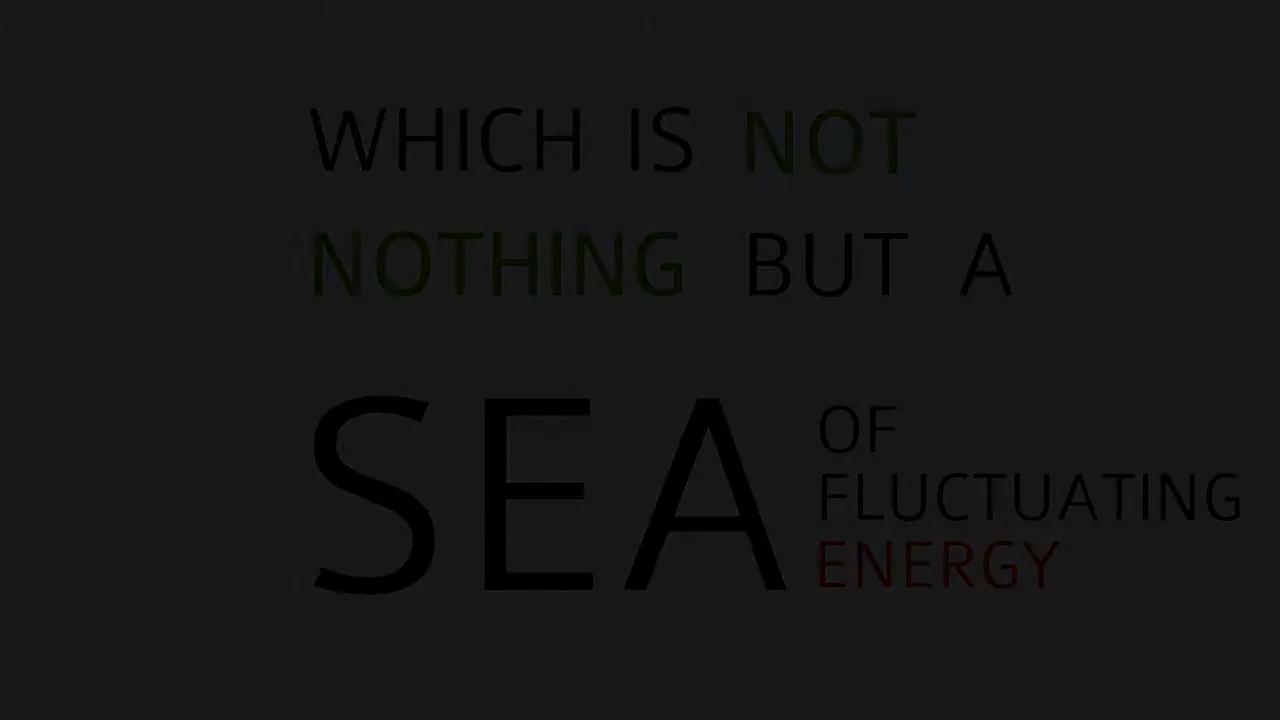 WHICH IS NOT
NOTHING BUT A
SEA
OF
FLUCTUATING
ENERGY